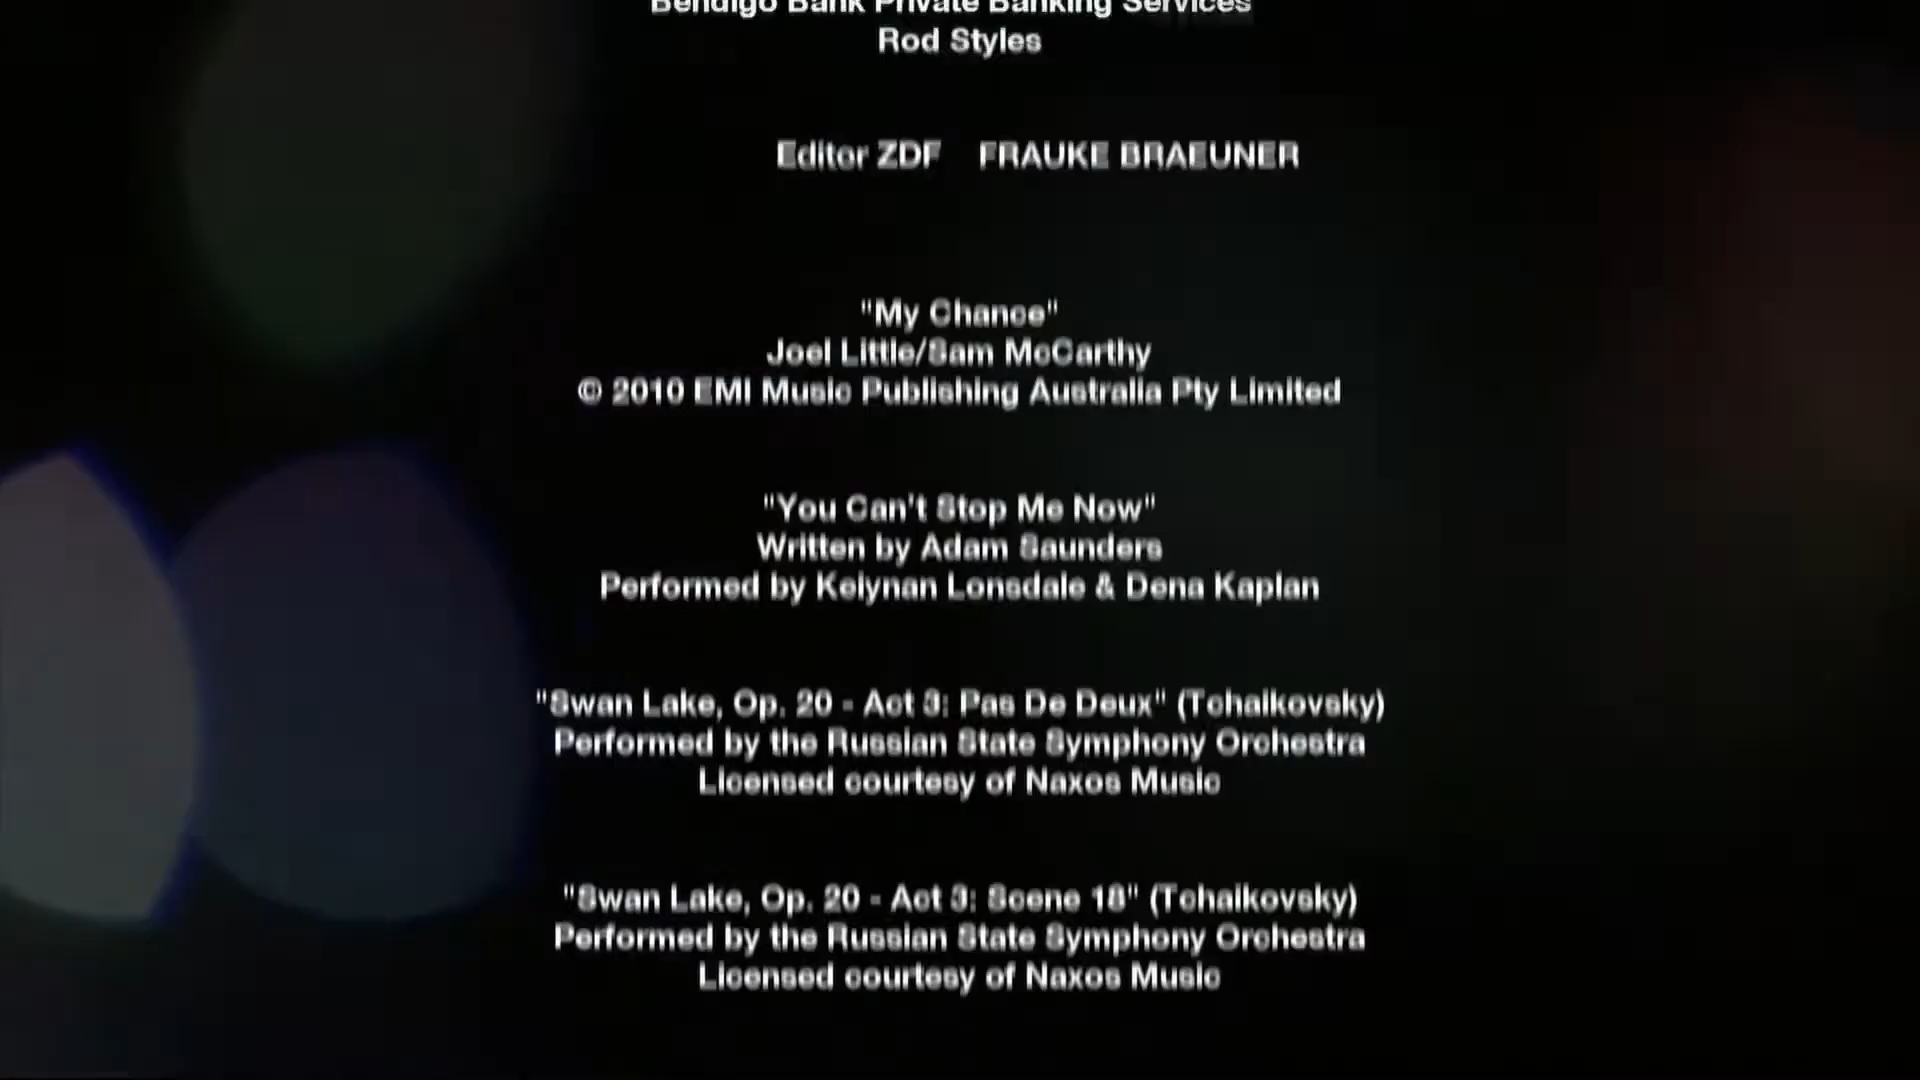 Bendigo Bank Private Banking Services
Rod Styles
Editor ZDF FRAUKE BRAEUNER
"My Chance"
Joel Little/Sam McCarthy
© 2010 EMI Music Publishing Australia Pty Limited
"You Can't Stop Me Now"
Written by Adam Saunders
Performed by Keiynan Lonsdale & Dena Kaplan
"Swan Lake, Op. 20 - Act 3: Pas De Deux" (Tchaikovsky)
Performed by the Russian State Symphony Orchestra
Licensed courtesy of Naxos Music
"Swan Lake, Op. 20 - Act 3: Scene 18" (Tchaikovsky)
Performed by the Russian State Symphony Orchestra
Licensed courtesy of Naxos Music